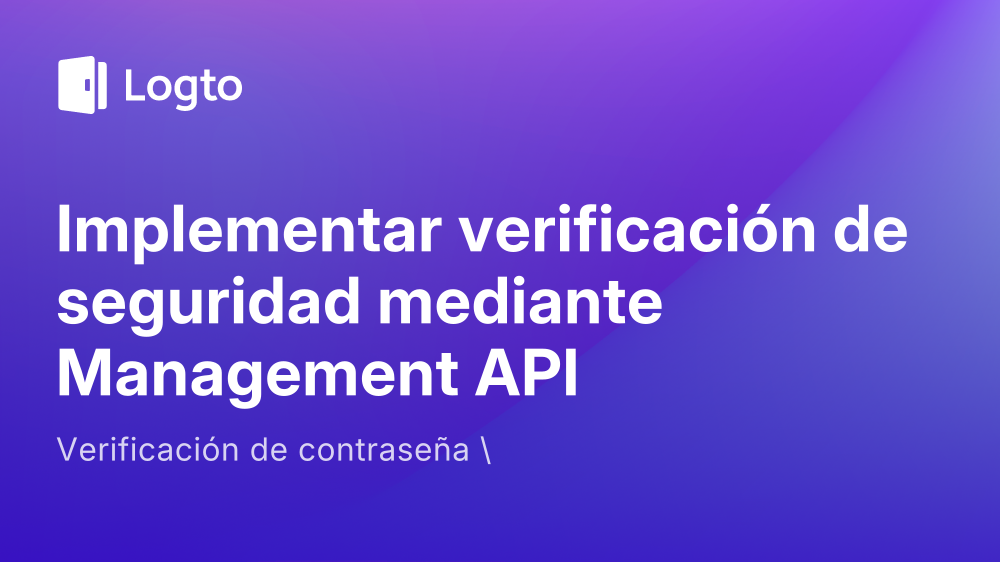 Logto
Implementar verificación de
seguridad mediante
Management API
Verificación de contraseña \